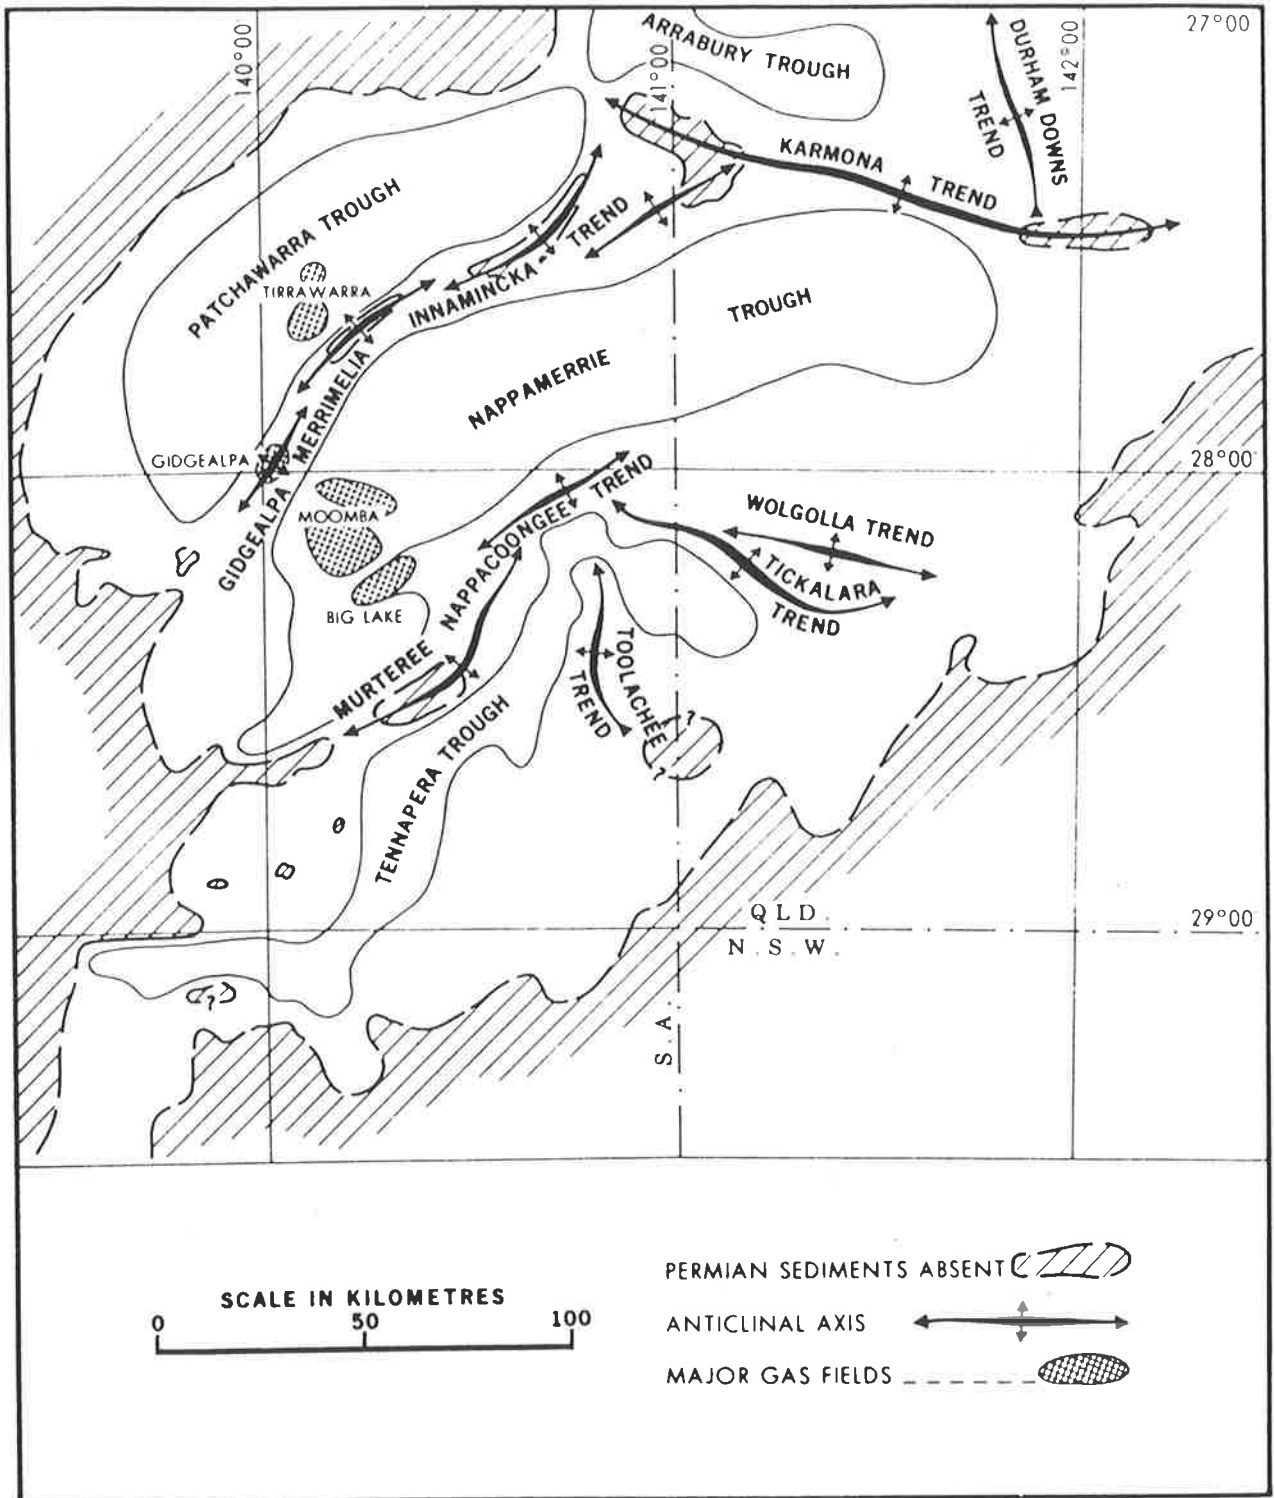 27°00
140°00
141°00
142°00
ARRABURY TROUGH
DURHAM DOWNS
TREND
KARMONA TREND
PATCHAWARRA TROUGH
TREND
TIRRAWARRA
INNAMINCKA -
TROUGH
NAPPAMERRIE
GIDGEALPA MERRIMELIA
GIDGEALPA
28°00
MOOMBA
BIG LAKE
MURTEREE NAPPACOONGEE TREND
WOLGOLLA TREND
TICKALARA
TREND
TOOLACHEE
TREND
?
?
TENNAPERA TROUGH
QLD.
N.S.W.
29°00
?
S.A.
SCALE IN KILOMETRES
0 50 100
PERMIAN SEDIMENTS ABSENT
ANTICLINAL AXIS
MAJOR GAS FIELDS